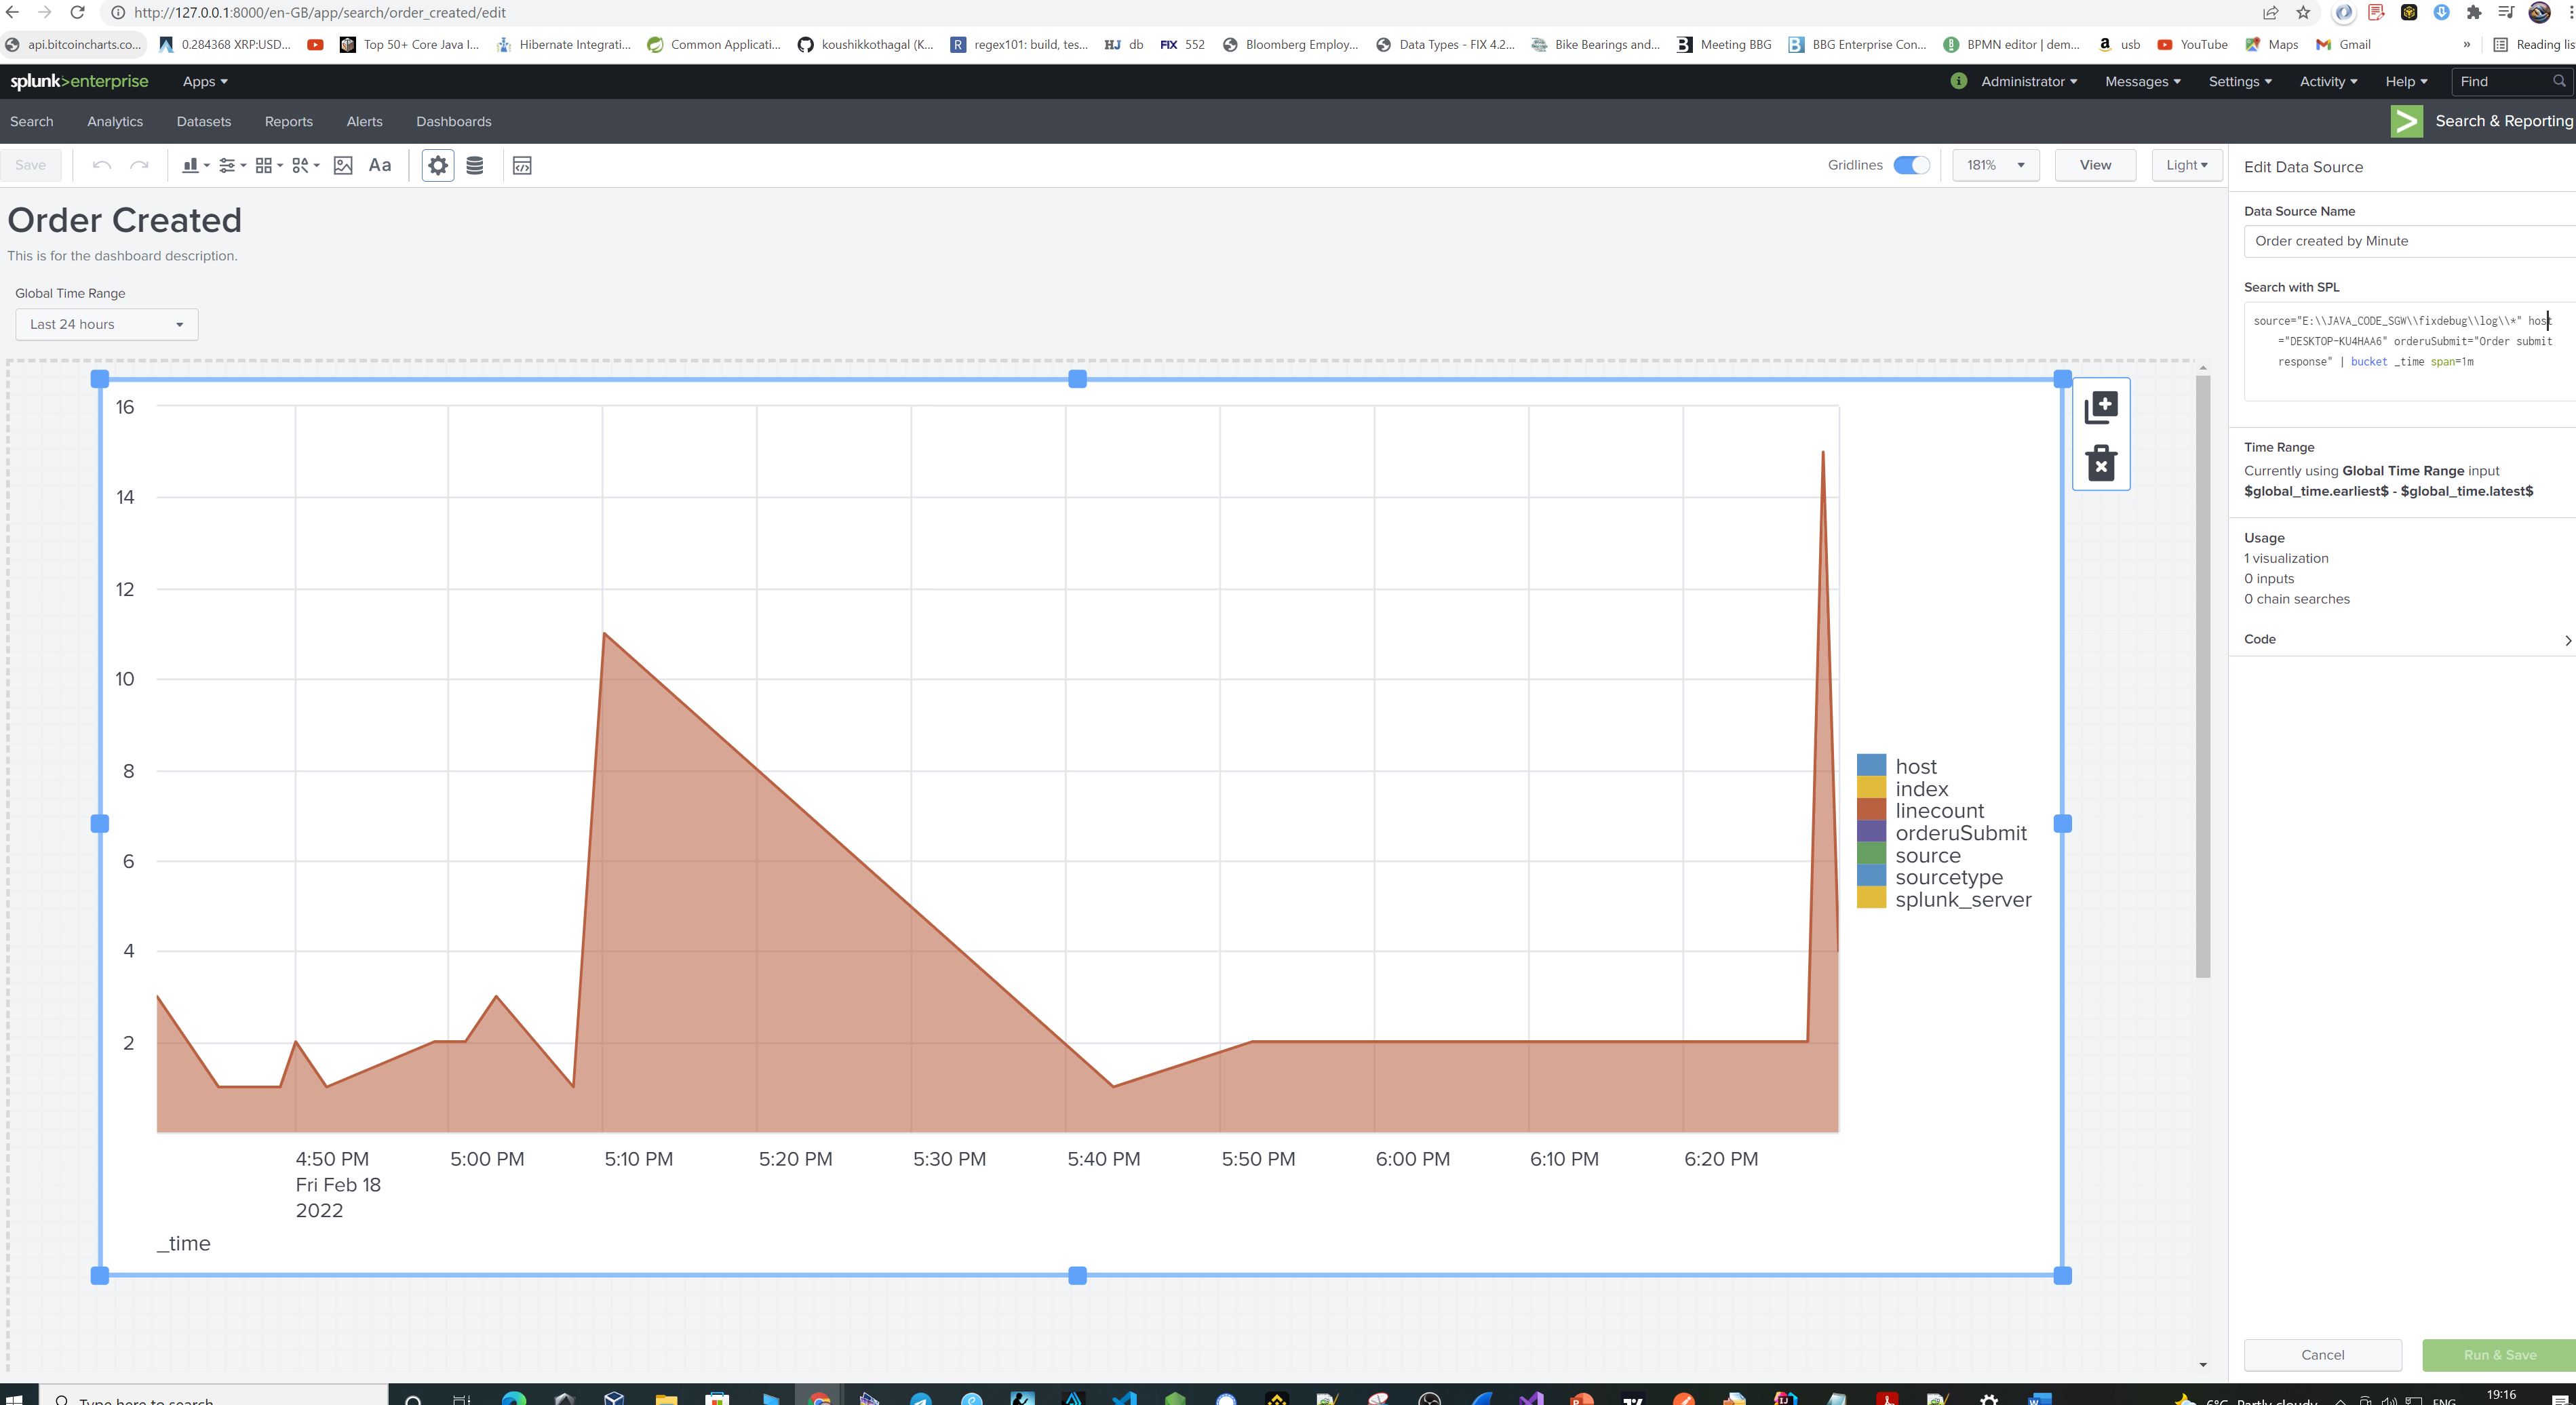 http://127.0.0.1:8000/en-GB/app/search/order_created/edit
api.bitcoincharts.co... 0.284368 XRP:USD... Top 50+ Core Java I... Hibernate Integrati... Common Applicati... koushikkothagal (K... regex101: build, tes... HJ db FIX 552 Bloomberg Employ... Data Types - FIX 4.2... Bike Bearings and... Meeting BBG BBG Enterprise Con... BPMN editor | dem... usb YouTube Maps Gmail » Reading lis
splunk>enterprise Apps Administrator Messages Settings Activity Help Find
Search Analytics Datasets Reports Alerts Dashboards Search & Reporting
Save Aa Gridlines 181% View Light
Order Created
This is for the dashboard description.
Global Time Range
Last 24 hours
16
14
12
10
8
6
4
2
4:50 PM 5:00 PM 5:10 PM 5:20 PM 5:30 PM 5:40 PM 5:50 PM 6:00 PM 6:10 PM 6:20 PM
Fri Feb 18
2022
_time
host
index
linecount
orderuSubmit
source
sourcetype
splunk_server
Edit Data Source
Data Source Name
Order created by Minute
Search with SPL
source="E:\\JAVA_CODE_SGW\\fixdebug\\log\\*" host
="DESKTOP-KU4HAA6" orderuSubmit="Order submit
response" | bucket _time span=1m
Time Range
Currently using Global Time Range input
$global_time.earliest$ - $global_time.latest$
Usage
1 visualization
0 inputs
0 chain searches
Code
Cancel Run & Save
Type here to search 6°C Partly cloudy ENG 19:16